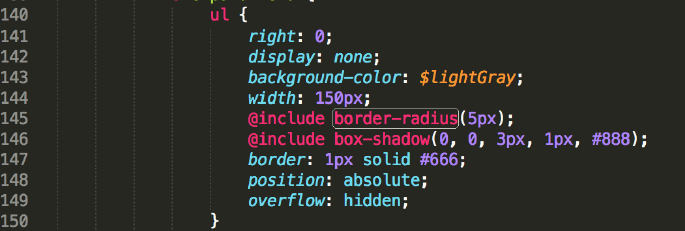 140 ul {
141 right: 0;
142 display: none;
143 background-color: $lightGray;
144 width: 150px;
145 @include border-radius(5px);
146 @include box-shadow(0, 0, 3px, 1px, #888);
147 border: 1px solid #666;
148 position: absolute;
149 overflow: hidden;
150 }